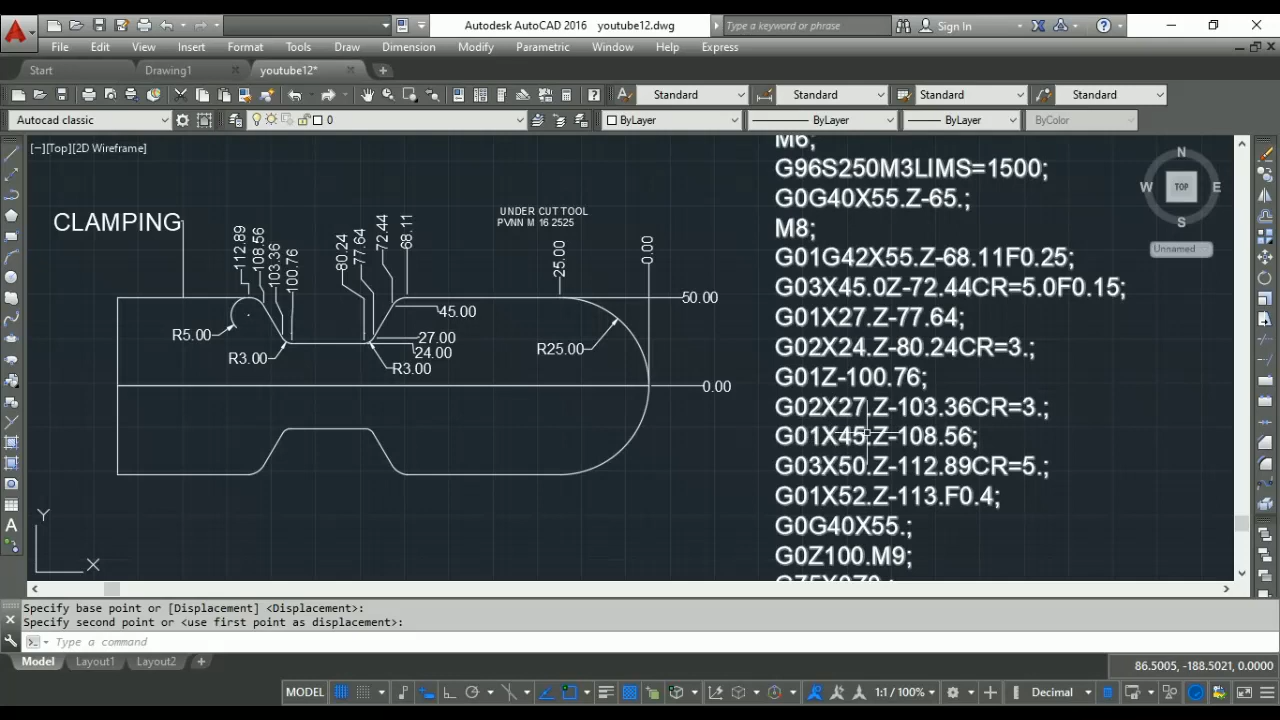 Autodesk AutoCAD 2016 youtube12.dwg
Type a keyword or phrase
Sign In
File Edit View Insert Format Tools Draw Dimension Modify Parametric Window Help Express
Start Drawing1 youtube12*
Standard Standard Standard Standard
Autocad classic 0 ByLayer ByLayer ByLayer ByColor
[−][Top][2D Wireframe]
N
W TOP E
S
Unnamed
CLAMPING
UNDER CUT TOOL
PVNN M 16 2525
112.89
108.56
103.36
100.76
80.24
77.64
72.44
68.11
25.00
0.00
50.00
45.00
R5.00
27.00
24.00
R25.00
R3.00
R3.00
0.00
M6;
G96S250M3LIMS=1500;
G0G40X55.Z-65.;
M8;
G01G42X55.Z-68.11F0.25;
G03X45.0Z-72.44CR=5.0F0.15;
G01X27.Z-77.64;
G02X24.Z-80.24CR=3.;
G01Z-100.76;
G02X27.Z-103.36CR=3.;
G01X45.Z-108.56;
G03X50.Z-112.89CR=5.;
G01X52.Z-113.F0.4;
G0G40X55.;
G0Z100.M9;
Y
X
Specify base point or [Displacement] <Displacement>:
Specify second point or <use first point as displacement>:
Type a command
Model Layout1 Layout2
86.5005, -188.5021, 0.0000
MODEL 1:1 / 100% Decimal